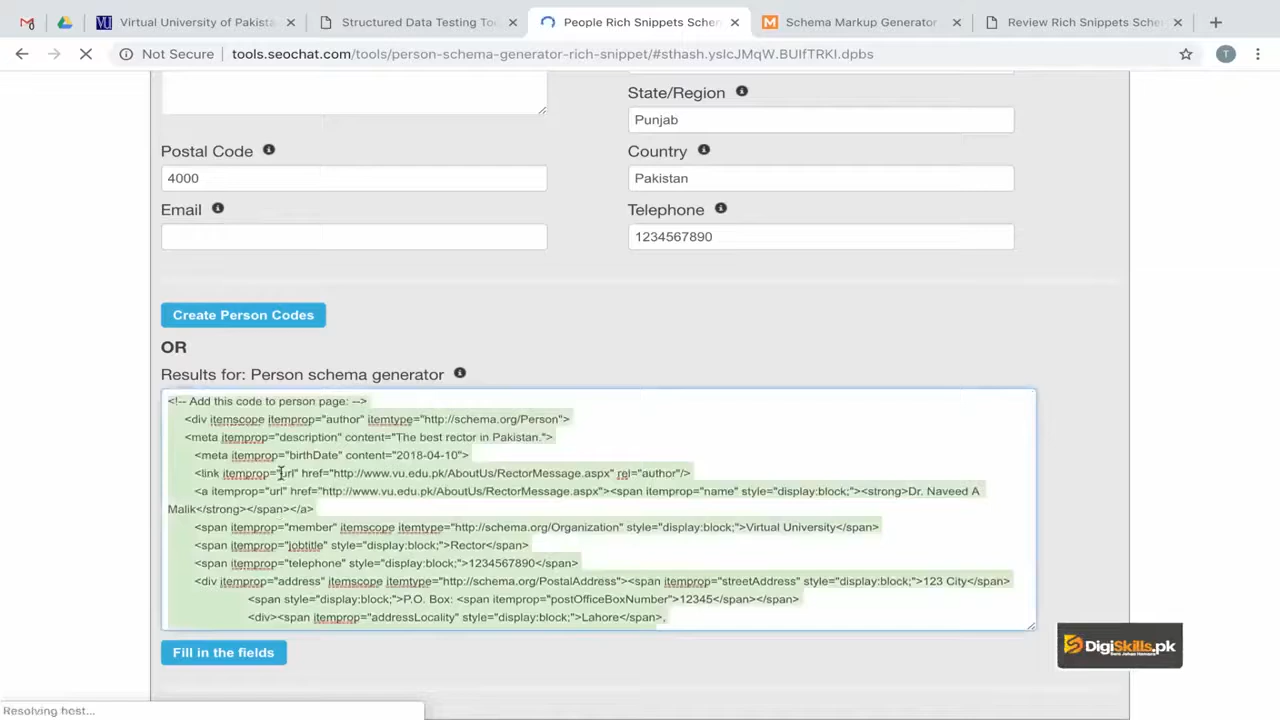 Virtual University of Pakista
Structured Data Testing To
People Rich Snippets Schem
Schema Markup Generator
Review Rich Snippets Schem
Not Secure
tools.seochat.com/tools/person-schema-generator-rich-snippet/#sthash.ysIcJMqW.BUIfTRKI.dpbs
T
State/Region
Punjab
Postal Code
Country
4000
Pakistan
Email
Telephone
1234567890
Create Person Codes
OR
Results for: Person schema generator
<!-- Add this code to person page: -->
<div itemscope itemprop="author" itemtype="http://schema.org/Person">
<meta itemprop="description" content="The best rector in Pakistan.">
<meta itemprop="birthDate" content="2018-04-10">
<link itemprop="url" href="http://www.vu.edu.pk/AboutUs/RectorMessage.aspx" rel="author"/>
<a itemprop="url" href="http://www.vu.edu.pk/AboutUs/RectorMessage.aspx"><span itemprop="name" style="display:block;"><strong>Dr. Naveed A
Malik</strong></span></a>
<span itemprop="member" itemscope itemtype="http://schema.org/Organization" style="display:block;">Virtual University</span>
<span itemprop="jobtitle" style="display:block;">Rector</span>
<span itemprop="telephone" style="display:block;">1234567890</span>
<div itemprop="address" itemscope itemtype="http://schema.org/PostalAddress"><span itemprop="streetAddress" style="display:block;">123 City</span>
<span style="display:block;">P.O. Box: <span itemprop="postOfficeBoxNumber">12345</span></span>
<div><span itemprop="addressLocality" style="display:block;">Lahore</span>,
Fill in the fields
DigiSkills.pk
Resolving host...